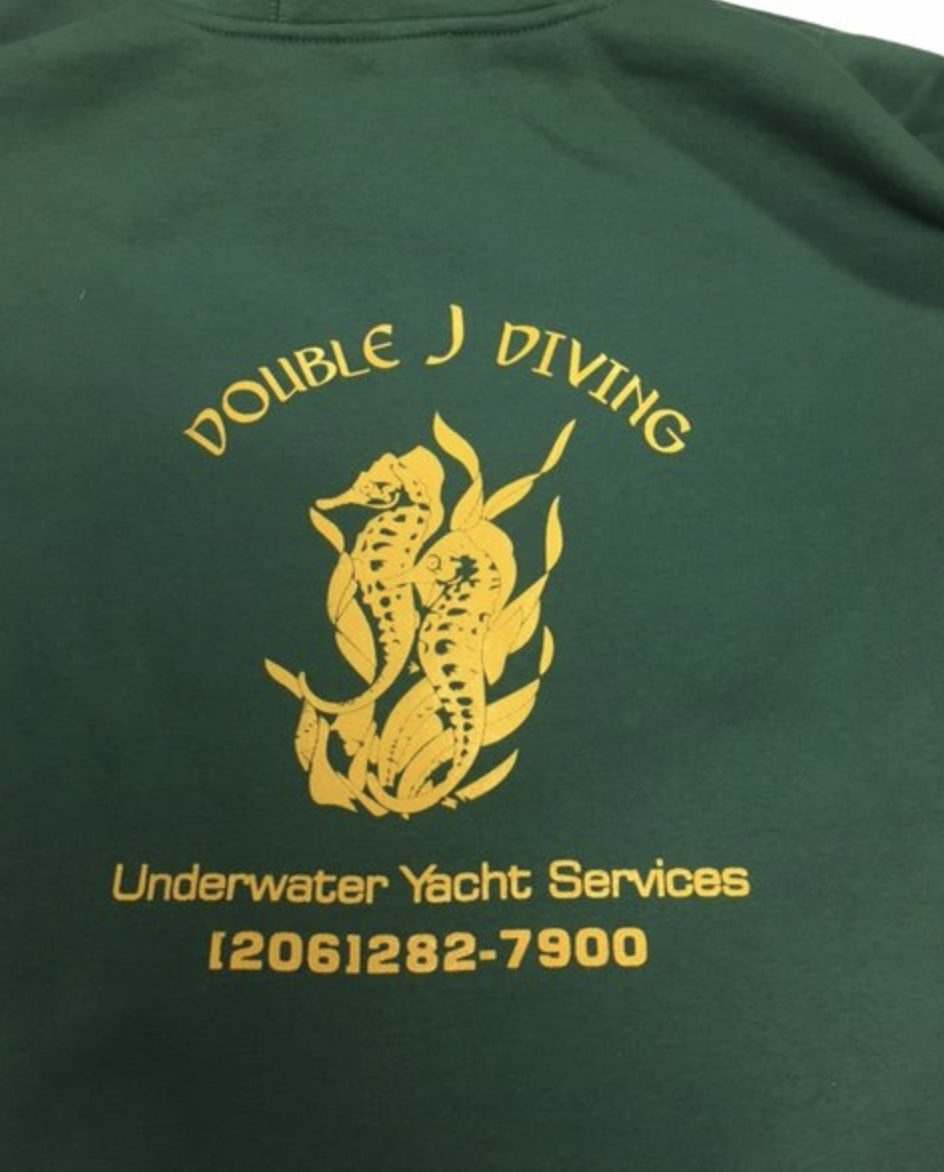 DOUBLE J DIVING
Underwater Yacht Services
[206]282-7900